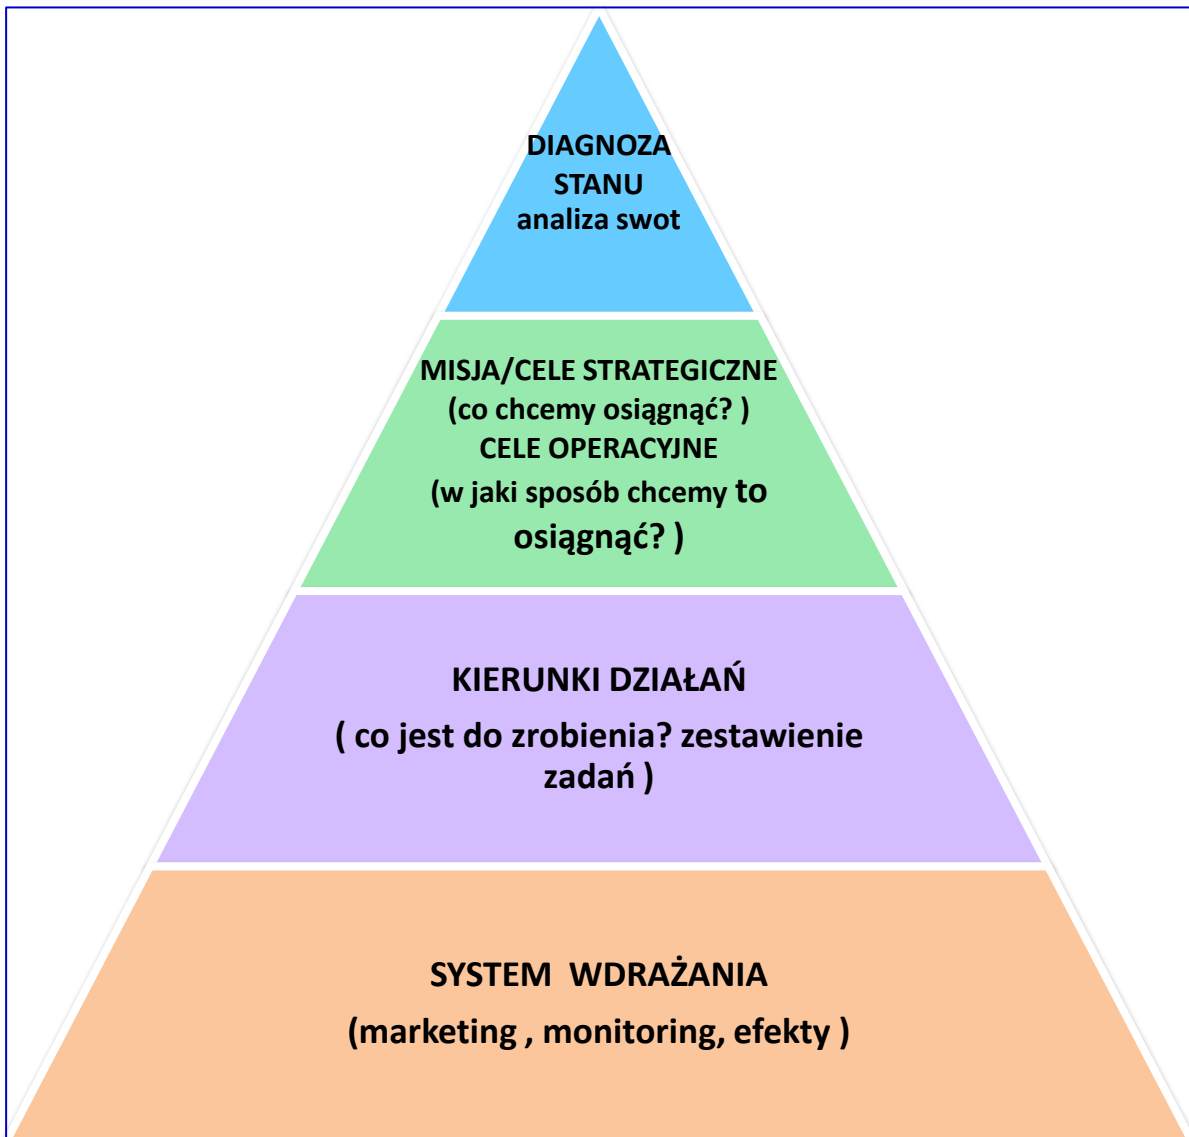 DIAGNOZA
STANU
analiza swot
MISJA/CELE STRATEGICZNE
(co chcemy osiągnąć? )
CELE OPERACYJNE
(w jaki sposób chcemy to
osiągnąć? )
KIERUNKI DZIAŁAŃ
( co jest do zrobienia? zestawienie
zadań )
SYSTEM  WDRAŻANIA
(marketing , monitoring, efekty )